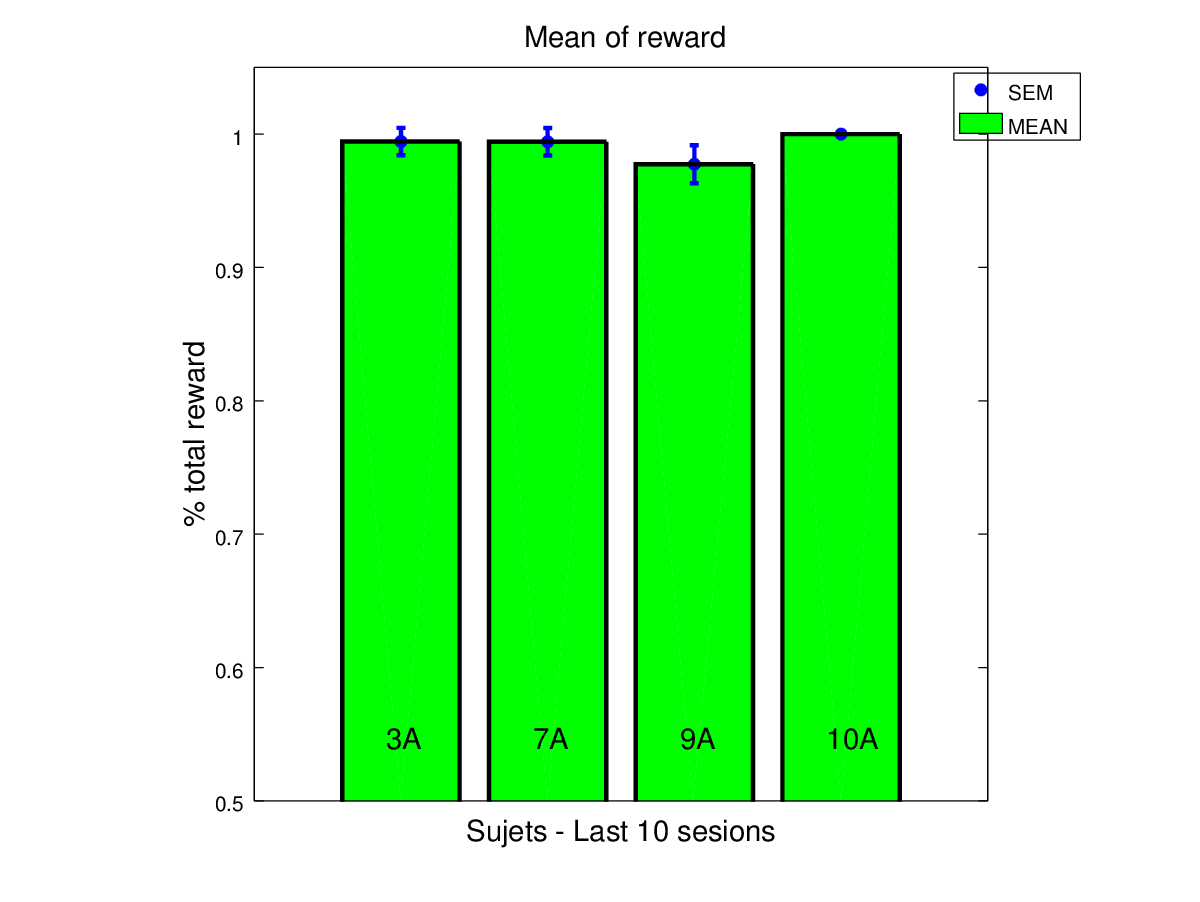 Mean of reward
SEM
MEAN
1
0.9
0.8
0.7
0.6
0.5
% total reward
3A
7A
9A
10A
Sujets - Last 10 sesions